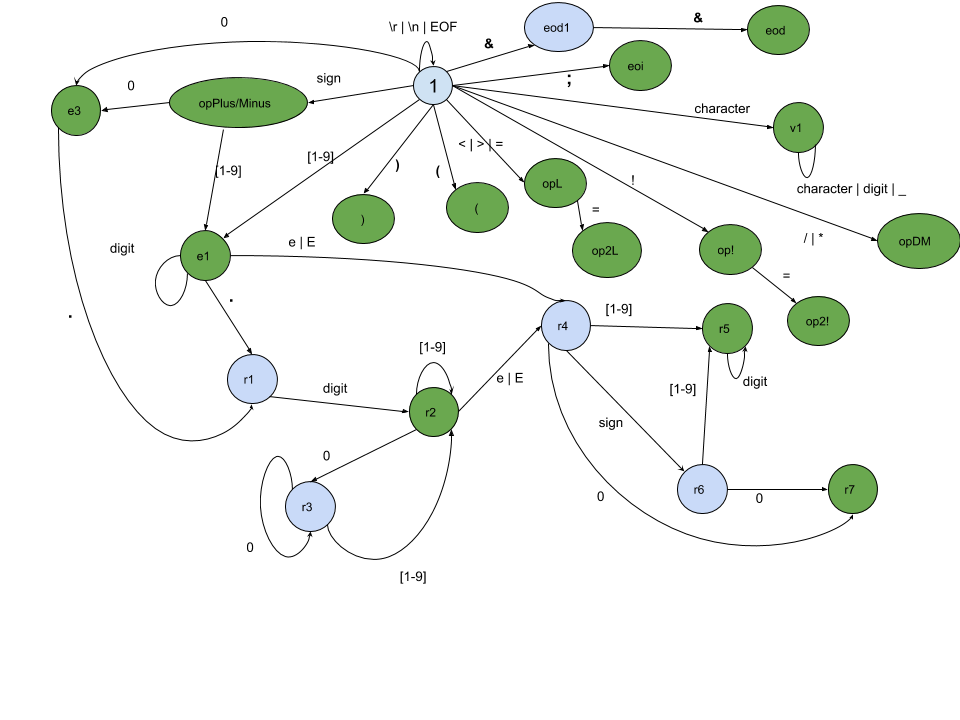 0
\r | \n | EOF
&
eod1
&
eod
sign
0
e3
opPlus/Minus
1
;
eoi
character
v1
character | digit | _
[1-9]
[1-9]
)
(
< | > | =
!
opL
=
)
(
op2L
/ | *
opDM
op!
=
op2!
digit
e1
e | E
.
.
r4
[1-9]
r5
digit
[1-9]
r1
digit
[1-9]
r2
e | E
[1-9]
sign
0
r3
0
[1-9]
r6
0
r7
0